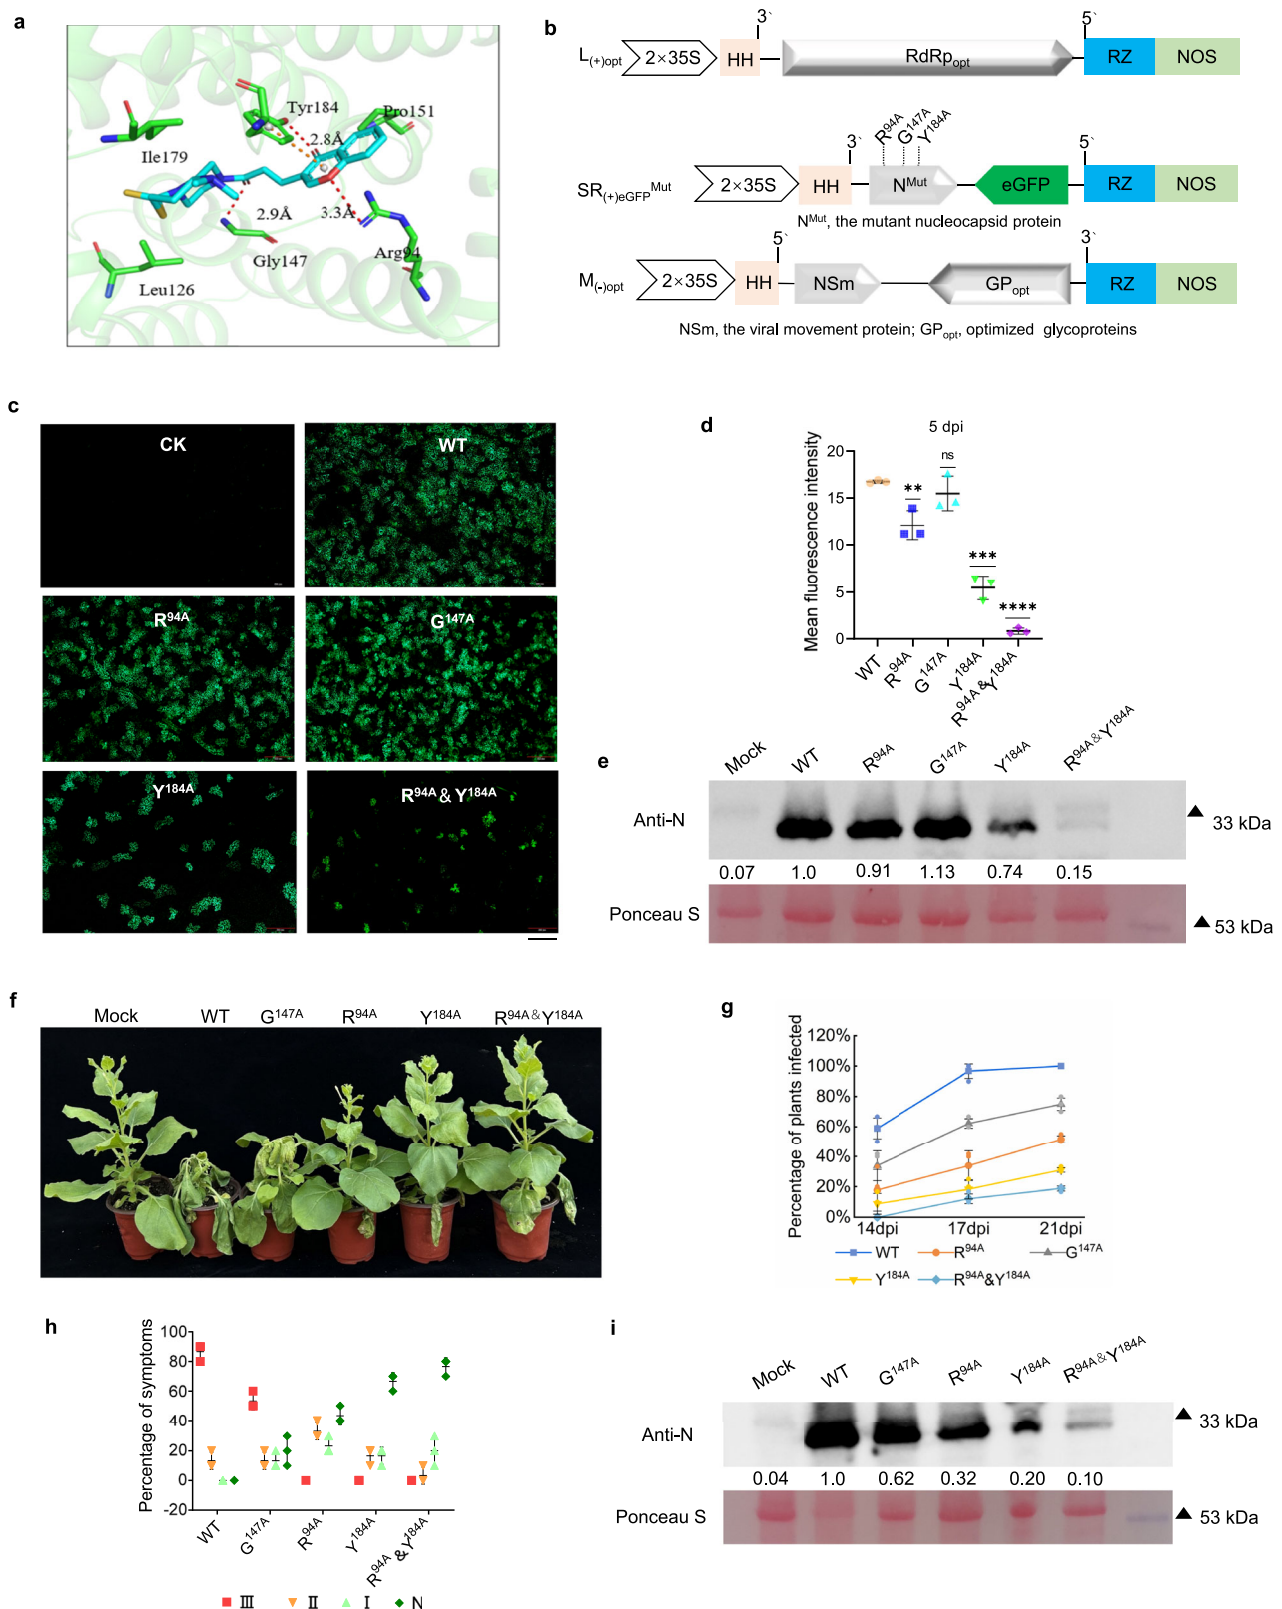 a
Tyr184
Pro151
2.8Å
Ile179
2.9Å
3.3Å
Gly147
Arg94
Leu126
b
3`
5`
L(+)opt
2×35S
HH
RdRpopt
RZ
NOS
R94A
G147A
Y184A
3`
5`
SR(+)eGFPMut
2×35S
HH
NMut
eGFP
RZ
NOS
NMut, the mutant nucleocapsid protein
5`
3`
M(-)opt
2×35S
HH
NSm
GPopt
RZ
NOS
NSm, the viral movement protein; GPopt, optimized glycoproteins
c
CK
WT
R94A
G147A
Y184A
R94A & Y184A
d
5 dpi
Mean fluorescence intensity
20
15
10
5
0
ns
**
***
****
WT
R94A
G147A
Y184A
R94A & Y184A
e
Mock
WT
R94A
G147A
Y184A
R94A&Y184A
Anti-N
33 kDa
0.07 1.0 0.91 1.13 0.74 0.15
Ponceau S
53 kDa
f
Mock WT G147A R94A Y184A R94A&Y184A
g
Percentage of plants infected
120%
100%
80%
60%
40%
20%
0%
14dpi 17dpi 21dpi
WT R94A G147A
Y184A R94A&Y184A
h
Percentage of symptoms
100
80
60
40
20
0
-20
WT
G147A
R94A
Y184A
R94A & Y184A
III II I N
i
Mock
WT
G147A
R94A
Y184A
R94A&Y184A
Anti-N
33 kDa
0.04 1.0 0.62 0.32 0.20 0.10
Ponceau S
53 kDa